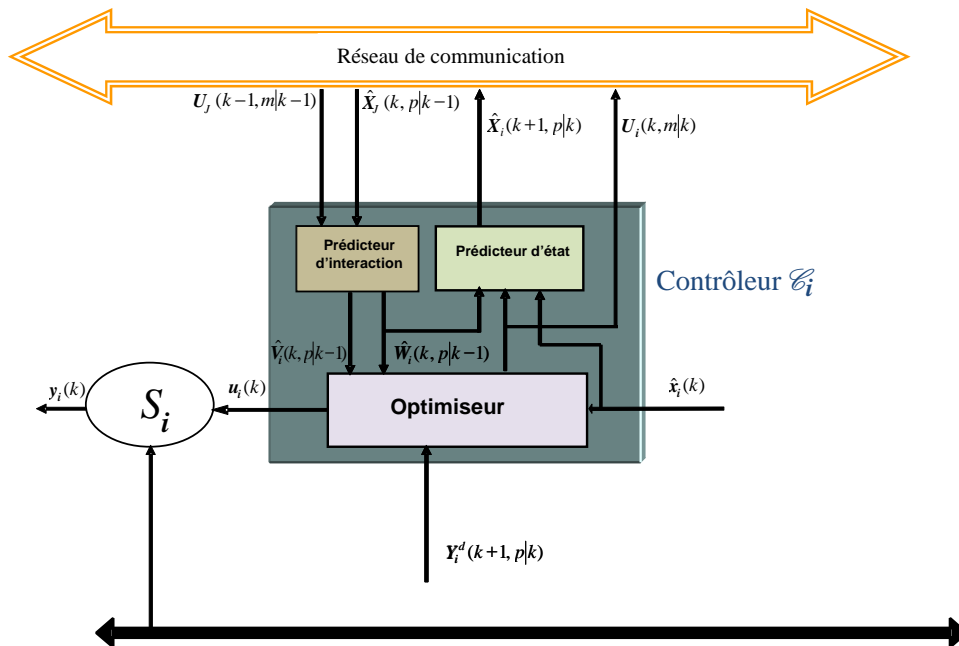 Réseau de communication
U_J(k−1,m|k−1)
X̂_J(k,p|k−1)
X̂_i(k+1,p|k)
U_i(k,m|k)
Prédicteur
d'interaction
Prédicteur d'état
Contrôleur 𝒞_i
V̂_i(k,p|k−1)
Ŵ_i(k,p|k−1)
y_i(k)
S_i
u_i(k)
Optimiseur
x̂_i(k)
Y_i^d(k+1,p|k)